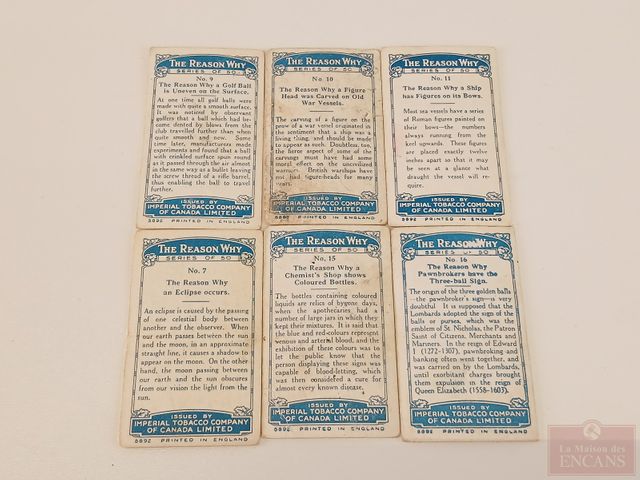 THE REASON WHY
SERIES OF 50
No. 9
The Reason Why a Golf Ball
is Uneven on the Surface.
At one time all golf balls were
made with quite a smooth surface.
It was noticed by observant
golfers that a ball which had be-
come dented by blows from the
club travelled further than when
quite smooth and new. Some
time later, manufacturers made
experiments and found that a ball
with crinkled surface spun round
as it passed through the air almost
in the same way as a bullet leaving
the screw thread of a rifle barrel,
thus enabling the ball to travel
further.
ISSUED BY
IMPERIAL TOBACCO COMPANY
OF CANADA LIMITED
5892 PRINTED IN ENGLAND
THE REASON WHY
SERIES OF 50
No. 10
The Reason Why a Figure
Head was Carved on Old
War Vessels.
The carving of a figure on the
prow of a war vessel originated in
the sentiment that a ship was a
living thing, and should be made
to appear as such. Doubtless, too,
the fierce aspect of some of the
carvings must have had some
moral effect on the uncivilized
warriors. British warships have
not had figure-heads for many
years.
ISSUED BY
IMPERIAL TOBACCO COMPANY
OF CANADA LIMITED
5892 PRINTED IN ENGLAND
THE REASON WHY
SERIES OF 50
No. 11
The Reason Why a Ship
has Figures on its Bows.
Most sea vessels have a series
of Roman figures painted on
their bows—the numbers
always running from the
keel upwards. These figures
are placed exactly twelve
inches apart so that it may
be seen at a glance what
draught the vessel will re-
quire.
ISSUED BY
IMPERIAL TOBACCO COMPANY
OF CANADA LIMITED
5892 PRINTED IN ENGLAND
THE REASON WHY
SERIES OF 50
No. 7
The Reason Why
an Eclipse occurs.
An eclipse is caused by the passing
of one celestial body between
another and the observer. When
our earth passes between the sun
and the moon, in an approximate
straight line, it causes a shadow to
appear on the moon. On the other
hand, the moon passing between
our earth and the sun obscures
from our vision the light from the
sun.
ISSUED BY
IMPERIAL TOBACCO COMPANY
OF CANADA LIMITED
5892 PRINTED IN ENGLAND
THE REASON WHY
SERIES OF 50
No. 15
The Reason Why a
Chemist's Shop shows
Coloured Bottles.
The bottles containing coloured
liquids are relics of bygone days,
when the apothecaries had a
number of large jars in which they
kept their mixtures. It is said that
the blue and red colours represent
venous and arterial blood, and the
exhibition of these colours was to
let the public know that the
person displaying these signs was
capable of blood-letting, which
was then considered a cure for
almost every known disease.
ISSUED BY
IMPERIAL TOBACCO COMPANY
OF CANADA LIMITED
5892 PRINTED IN ENGLAND
THE REASON WHY
SERIES OF 50
No. 16
The Reason Why
Pawnbrokers have the
Three-ball Sign.
The origin of the three golden balls
—the pawnbroker's sign—is very
doubtful. It is supposed that the
Lombards adopted the sign of the
balls or purses, which was the
emblem of St. Nicholas, the Patron
Saint of Citizens, Merchants and
Mariners. In the reign of Edward
I (1272-1307), pawnbroking and
banking often went together, and
was carried on by the Lombards,
until exorbitant charges brought
them expulsion in the reign of
Queen Elizabeth (1558-1603).
ISSUED BY
IMPERIAL TOBACCO COMPANY
OF CANADA LIMITED
5892 PRINTED IN ENGLAND
La Maison des
ENCANS